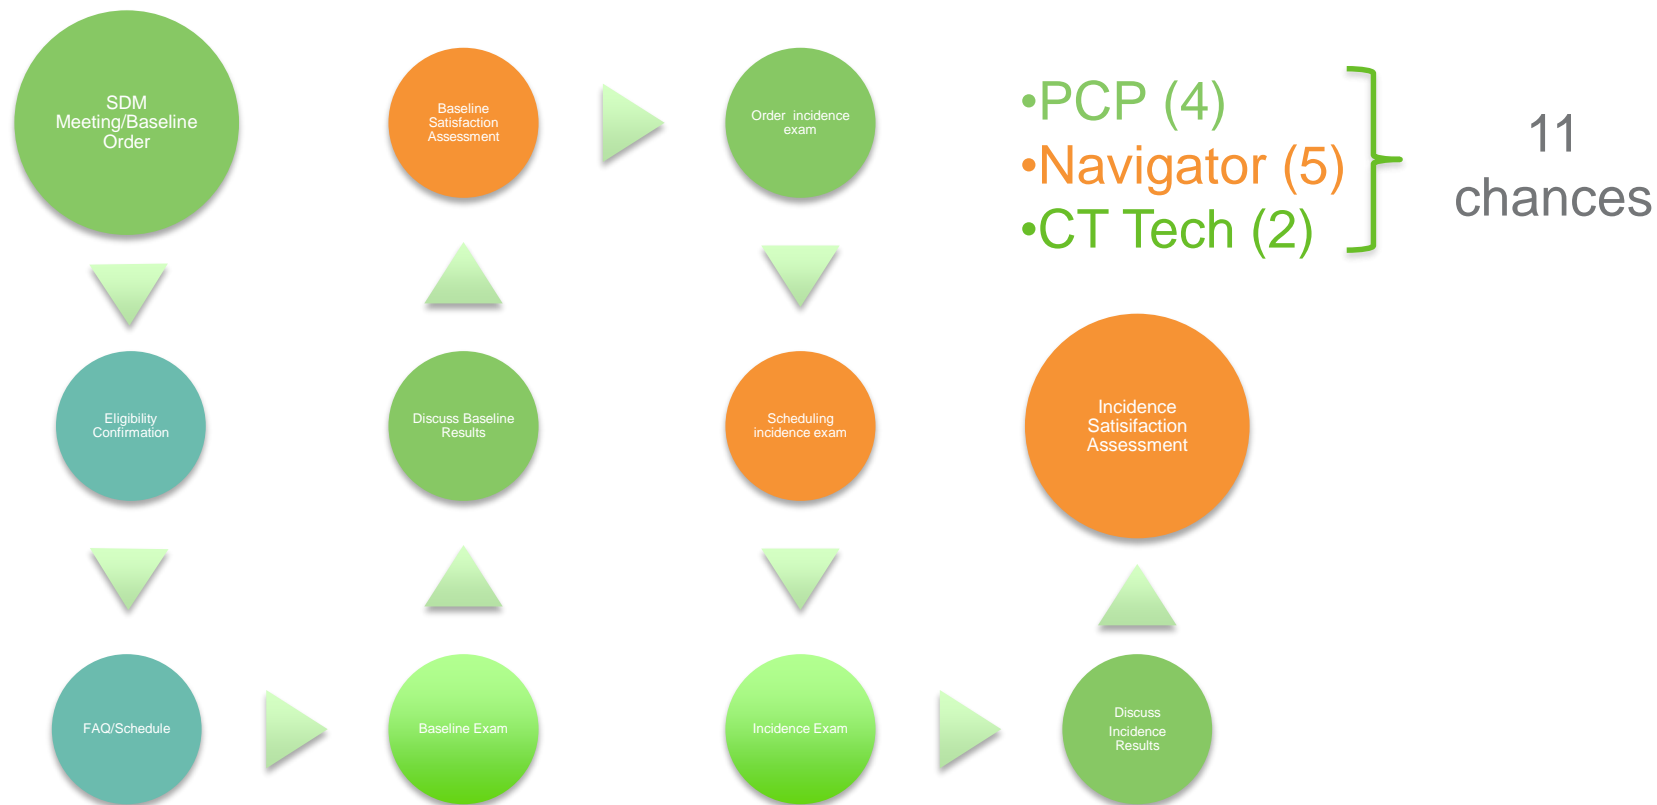 SDM
Meeting/Baseline
Order
Eligibility
Confirmation
FAQ/Schedule
Baseline Exam
Discuss Baseline
Results
Baseline
Satisfaction
Assessment
Order incidence
exam
Scheduling
incidence exam
Incidence Exam
Discuss
Incidence
Results
Incidence
Satisifaction
Assessment
•PCP (4)
•Navigator (5)
•CT Tech (2)
11
chances